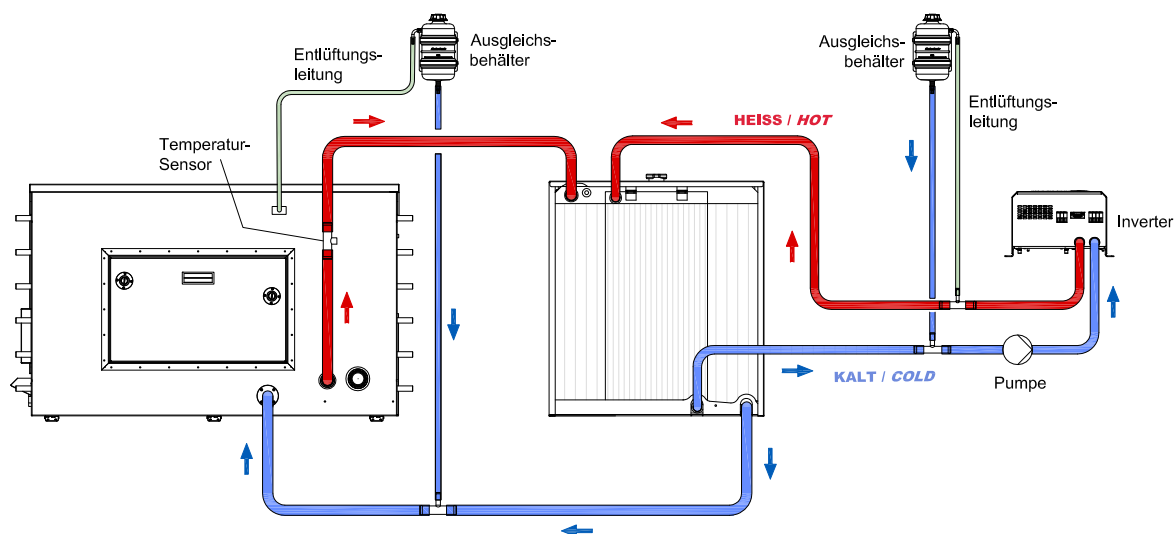 Entlüftungs-
leitung
Ausgleichs-
behälter
Ausgleichs-
behälter
Entlüftungs-
leitung
Temperatur-
Sensor
HEISS / HOT
Inverter
KALT / COLD
Pumpe